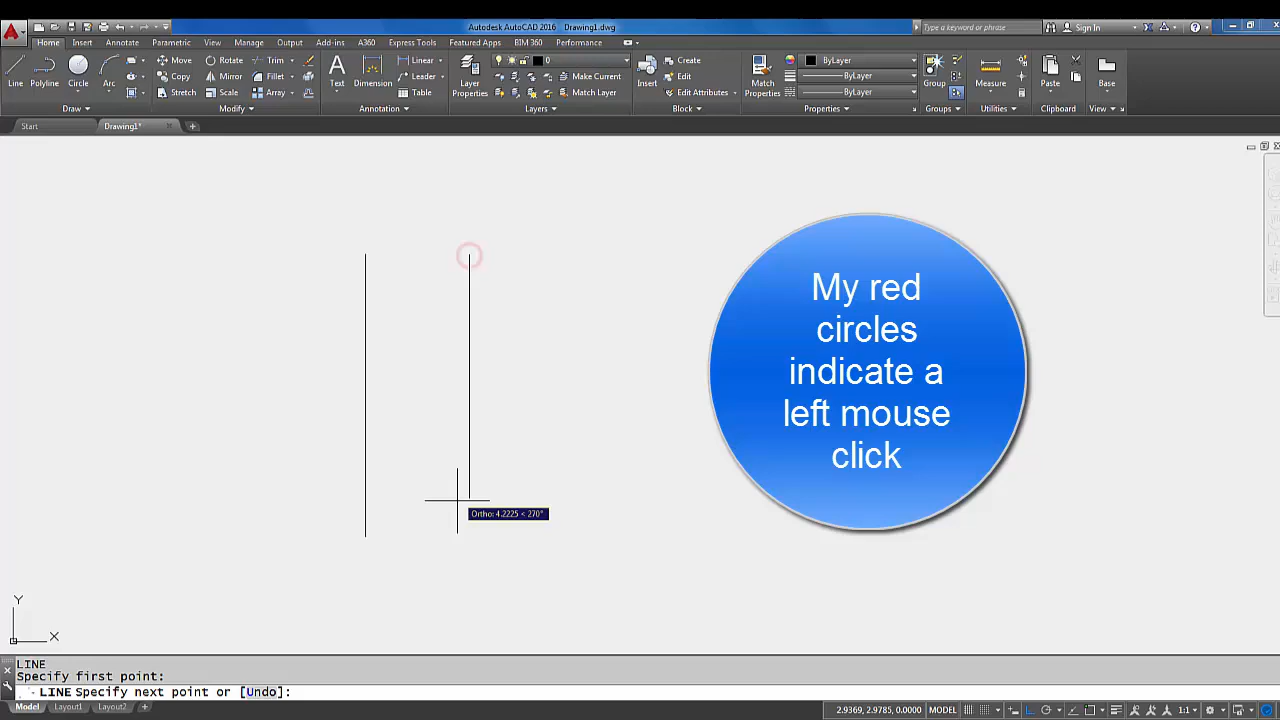 Autodesk AutoCAD 2016 Drawing1.dwg
Type a keyword or phrase
Sign In
Home Insert Annotate Parametric View Manage Output Add-ins A360 Express Tools Featured Apps BIM 360 Performance
Line Polyline Circle Arc
Move Rotate Trim
Copy Mirror Fillet
Stretch Scale Array
Text Dimension
Linear
Leader
Table
Layer
Properties
0
Make Current
Match Layer
Insert
Create
Edit
Edit Attributes
Match
Properties
ByLayer
ByLayer
ByLayer
Group
Measure
Paste
Base
Draw Modify Annotation Layers Block Properties Groups Utilities Clipboard View
Start Drawing1*
My red
circles
indicate a
left mouse
click
Ortho: 4.2225 < 270°
Y
X
LINE
Specify first point:
LINE Specify next point or [Undo]:
Model Layout1 Layout2
2.9369, 2.9785, 0.0000 MODEL 1:1